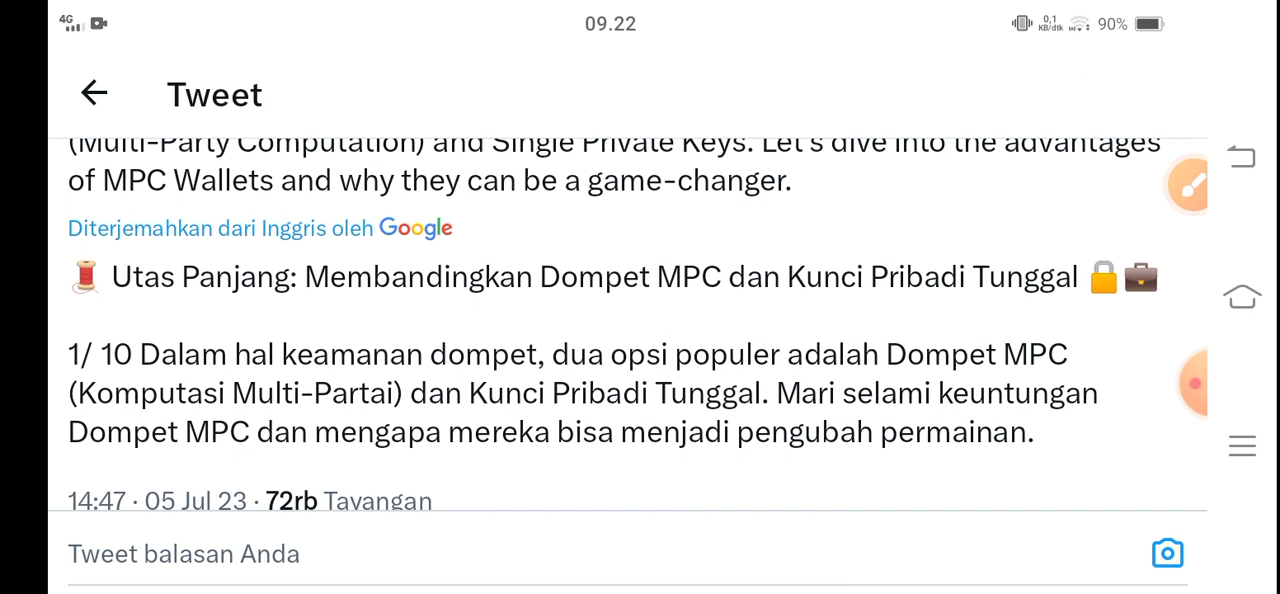 4G 09.22 0,1 KB/dtk 90%
Tweet
(Multi-Party Computation) and Single Private Keys. Let's dive into the advantages
of MPC Wallets and why they can be a game-changer.
Diterjemahkan dari Inggris oleh Google
🧵 Utas Panjang: Membandingkan Dompet MPC dan Kunci Pribadi Tunggal 🔒💼
1/ 10 Dalam hal keamanan dompet, dua opsi populer adalah Dompet MPC
(Komputasi Multi-Partai) dan Kunci Pribadi Tunggal. Mari selami keuntungan
Dompet MPC dan mengapa mereka bisa menjadi pengubah permainan.
14:47 · 05 Jul 23 · 72rb Tayangan
Tweet balasan Anda